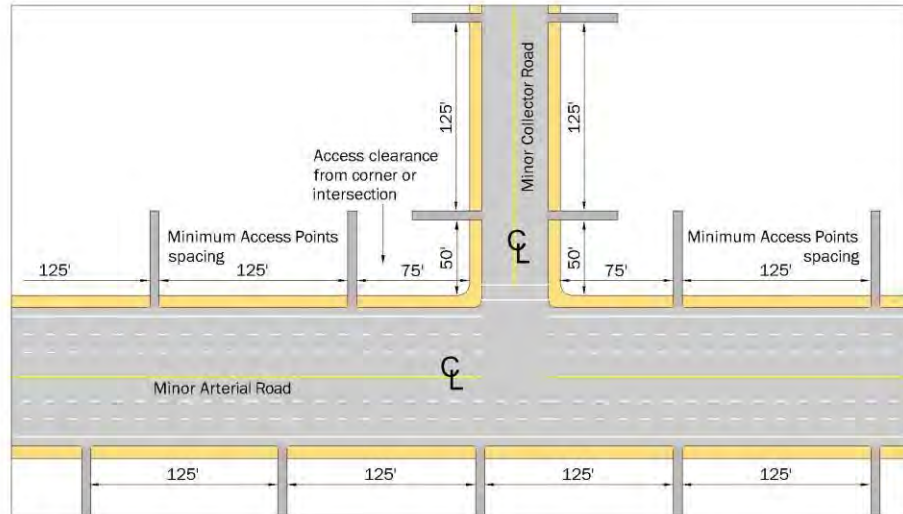 Minor Collector Road
125'
125'
Access clearance
from corner or
intersection
Minimum Access Points
spacing
Minimum Access Points
spacing
50'
50'
125'
125'
75'
75'
125'
CL
CL
Minor Arterial Road
125'
125'
125'
125'